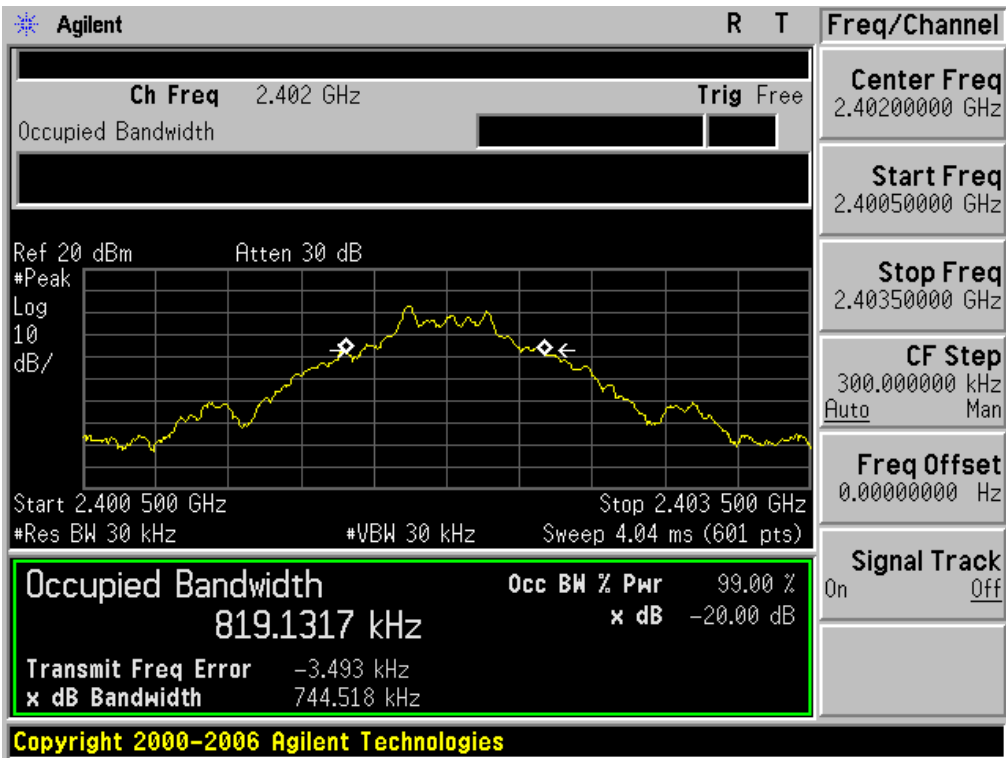 Agilent R T
Ch Freq 2.402 GHz Trig Free
Occupied Bandwidth
Ref 20 dBm Atten 30 dB
#Peak
Log
10
dB/
Start 2.400 500 GHz Stop 2.403 500 GHz
#Res BW 30 kHz #VBW 30 kHz Sweep 4.04 ms (601 pts)
Occupied Bandwidth Occ BW % Pwr 99.00 %
819.1317 kHz x dB -20.00 dB
Transmit Freq Error -3.493 kHz
x dB Bandwidth 744.518 kHz
Copyright 2000-2006 Agilent Technologies
Freq/Channel
Center Freq
2.40200000 GHz
Start Freq
2.40050000 GHz
Stop Freq
2.40350000 GHz
CF Step
300.000000 kHz
Auto Man
Freq Offset
0.00000000 Hz
Signal Track
On Off